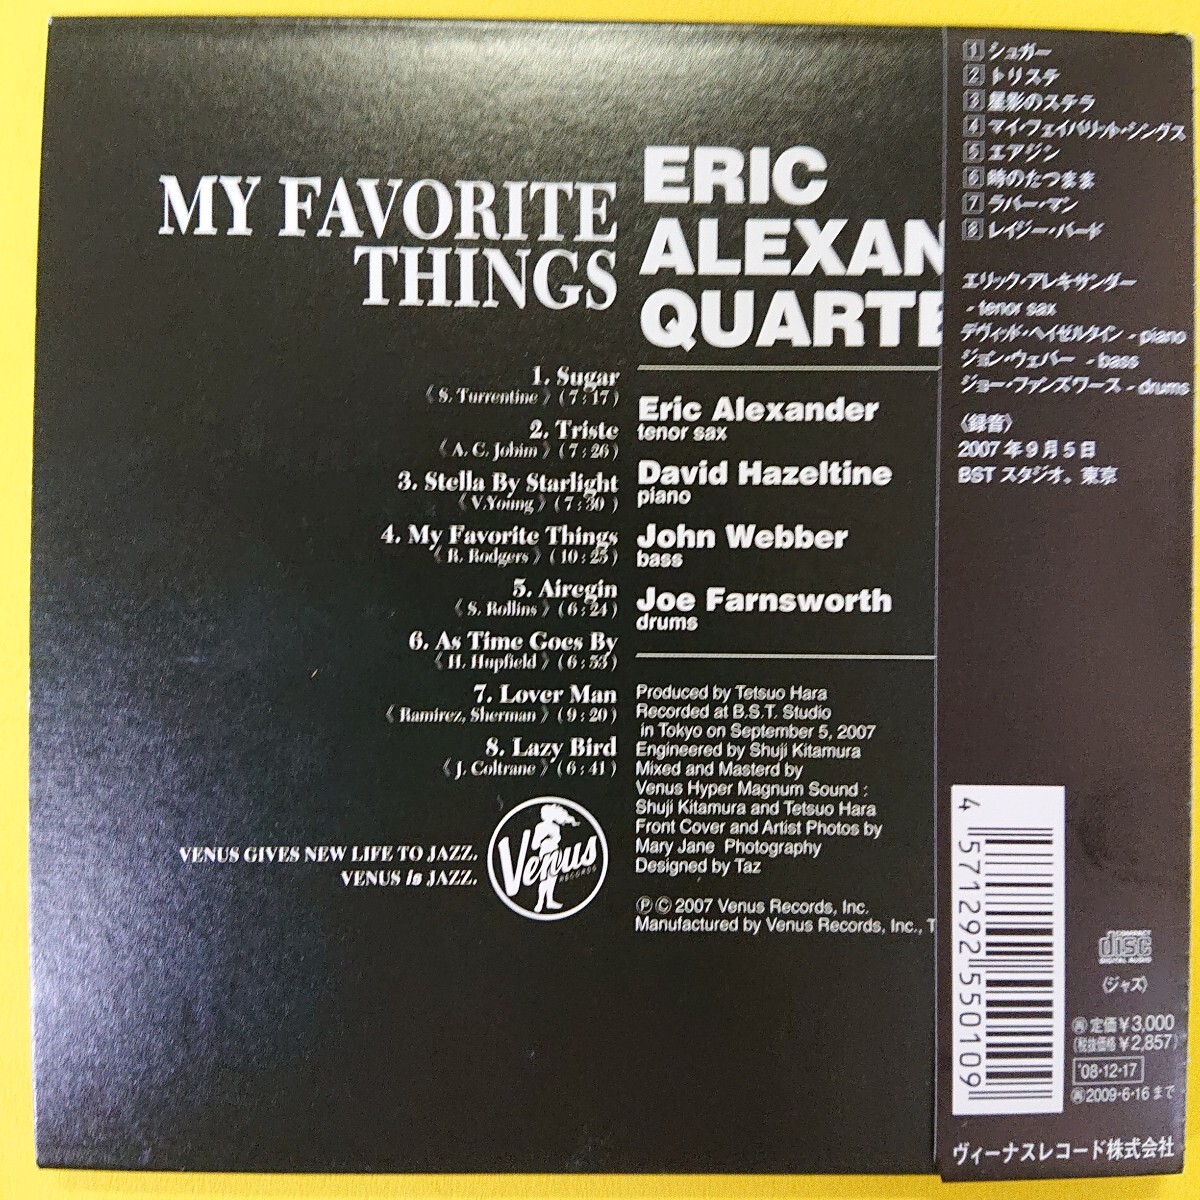 MY FAVORITE
THINGS
1. Sugar
《 S. Turrentine 》 ( 7 : 17 )
2. Triste
《 A. C. Jobim 》 ( 7 : 26 )
3. Stella By Starlight
《 V.Young 》 ( 7 : 30 )
4. My Favorite Things
《 R. Rodgers 》 ( 10 : 25 )
5. Airegin
《 S. Rollins 》 ( 6 : 24 )
6. As Time Goes By
《 H. Hupfield 》 ( 6 : 53 )
7. Lover Man
《 Ramirez, Sherman 》 ( 9 : 20 )
8. Lazy Bird
《 J. Coltrane 》 ( 6 : 41 )
VENUS GIVES NEW LIFE TO JAZZ.
VENUS is JAZZ.
Venus
RECORDS
ERIC
ALEXAN
QUARTE
Eric Alexander
tenor sax
David Hazeltine
piano
John Webber
bass
Joe Farnsworth
drums
Produced by Tetsuo Hara
Recorded at B.S.T. Studio
in Tokyo on September 5, 2007
Engineered by Shuji Kitamura
Mixed and Masterd by
Venus Hyper Magnum Sound :
Shuji Kitamura and Tetsuo Hara
Front Cover and Artist Photos by
Mary Jane Photography
Designed by Taz
Ⓟ Ⓒ 2007 Venus Records, Inc.
Manufactured by Venus Records, Inc., T
1 シュガー
2 トリステ
3 星影のステラ
4 マイ・フェイバリット・シングス
5 エアジン
6 時のたつまま
7 ラバー・マン
8 レイジー・バード
エリック・アレキサンダー
- tenor sax
デヴィッド・ヘイゼルタイン - piano
ジョン・ウェバー - bass
ジョー・ファンズワース - drums
〈録音〉
2007年9月5日
BSTスタジオ。東京
4 571292 550109
COMPACT
disc
DIGITAL AUDIO
〈ジャズ〉
㊢ 定価¥3,000
(税抜価格¥2,857)
'08・12・17
㊢ 2009・6・16まで
ヴィーナスレコード株式会社